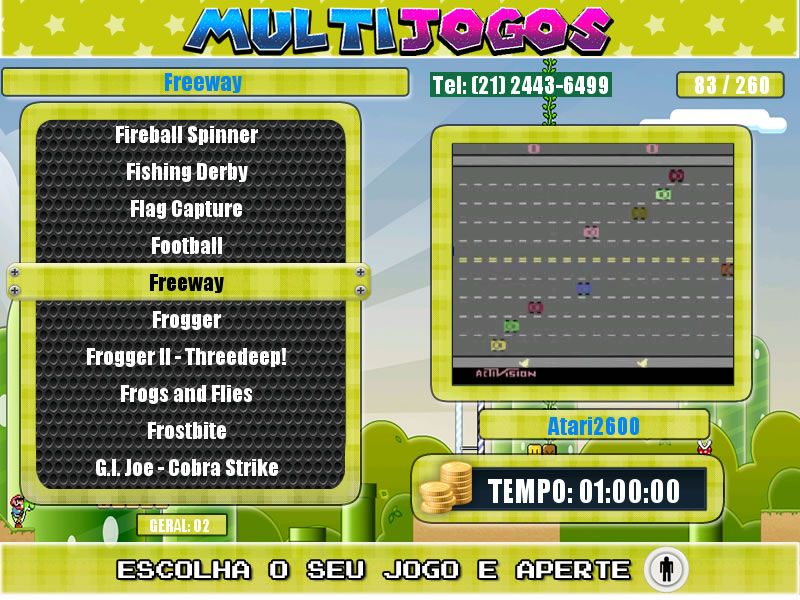 MULTIJOGOS
Freeway
Tel: (21) 2443-6499
83 / 260
Fireball Spinner
Fishing Derby
Flag Capture
Football
Freeway
Frogger
Frogger II - Threedeep!
Frogs and Flies
Frostbite
G.I. Joe - Cobra Strike
0 0
ACTIVISION
Atari2600
TEMPO: 01:00:00
GERAL: 02
ESCOLHA O SEU JOGO E APERTE